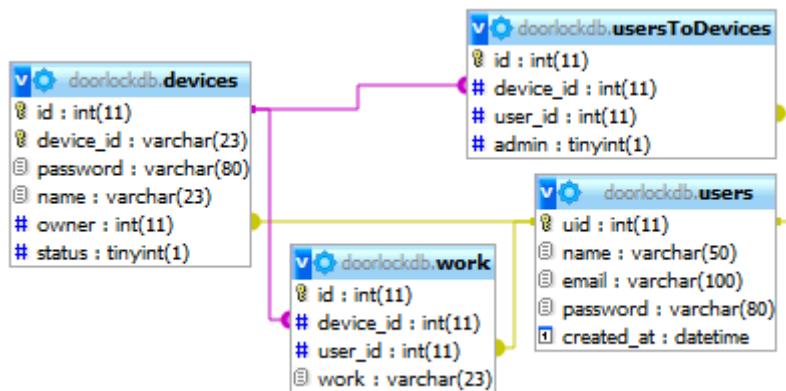 doorlockdb.usersToDevices
id : int(11)
# device_id : int(11)
# user_id : int(11)
# admin : tinyint(1)
doorlockdb.devices
id : int(11)
device_id : varchar(23)
password : varchar(80)
name : varchar(23)
# owner : int(11)
# status : tinyint(1)
doorlockdb.users
uid : int(11)
name : varchar(50)
email : varchar(100)
password : varchar(80)
created_at : datetime
doorlockdb.work
id : int(11)
# device_id : int(11)
# user_id : int(11)
work : varchar(23)